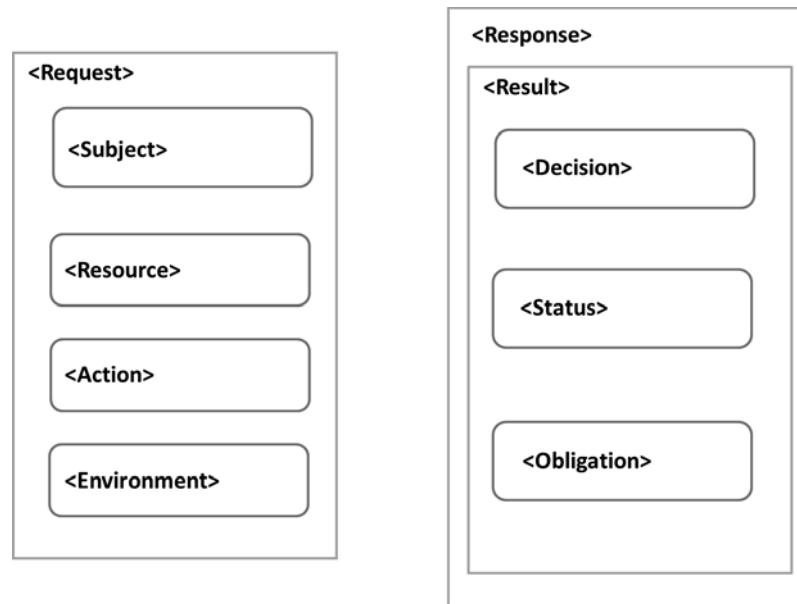 <Request>
<Subject>
<Resource>
<Action>
<Environment>
<Response>
<Result>
<Decision>
<Status>
<Obligation>